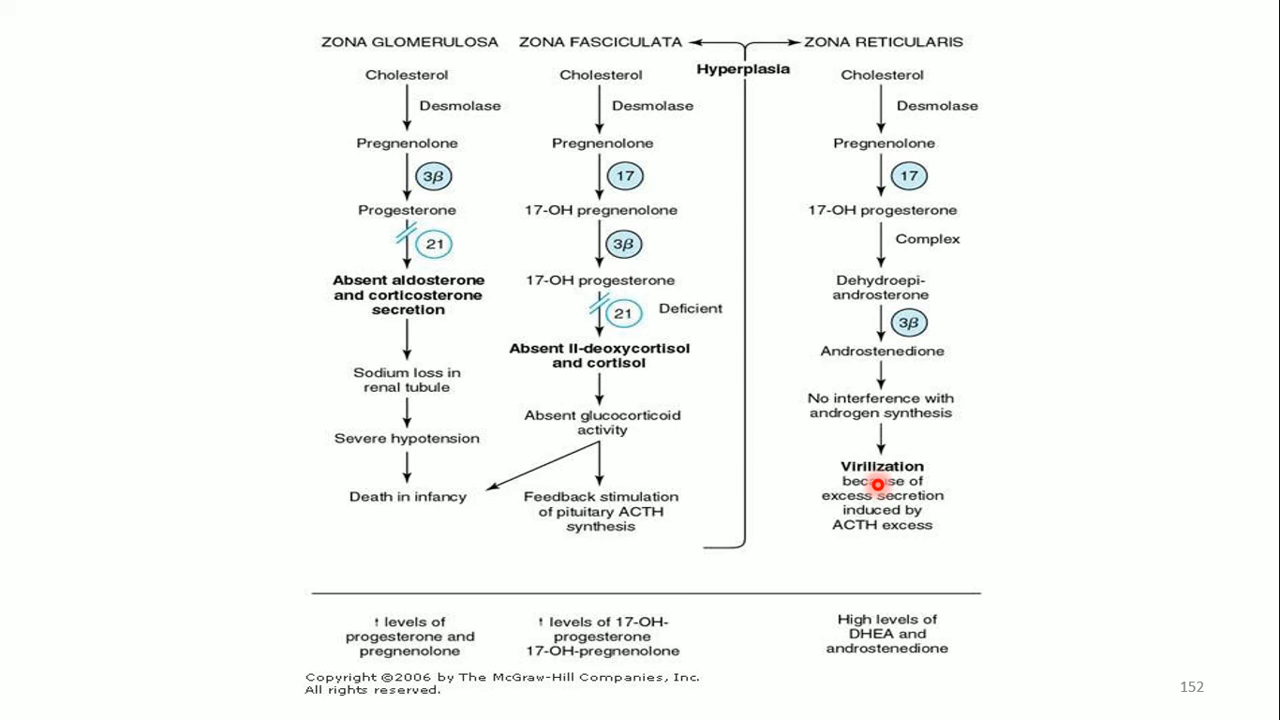 ZONA GLOMERULOSA
Cholesterol
Desmolase
Pregnenolone
3β
Progesterone
21
Absent aldosterone
and corticosterone
secretion
Sodium loss in
renal tubule
Severe hypotension
Death in infancy
↑ levels of
progesterone and
pregnenolone
ZONA FASCICULATA
Cholesterol
Desmolase
Pregnenolone
17
17-OH pregnenolone
3β
17-OH progesterone
21
Deficient
Absent II-deoxycortisol
and cortisol
Absent glucocorticoid
activity
Feedback stimulation
of pituitary ACTH
synthesis
↑ levels of 17-OH-
progesterone
17-OH-pregnenolone
Hyperplasia
ZONA RETICULARIS
Cholesterol
Desmolase
Pregnenolone
17
17-OH progesterone
Complex
Dehydroepi-
androsterone
3β
Androstenedione
No interference with
androgen synthesis
Virilization
because of
excess secretion
induced by
ACTH excess
High levels of
DHEA and
androstenedione
Copyright ©2006 by The McGraw-Hill Companies, Inc.
All rights reserved.
152